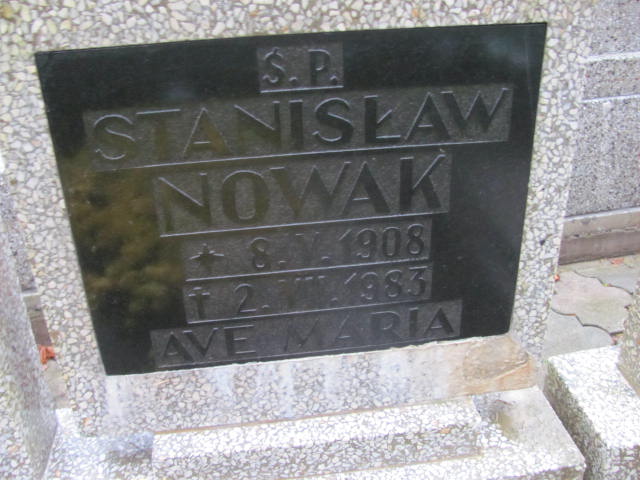 Ś.P.
STANISŁAW
NOWAK
* 8.V.1908
† 2.VII.1983
AVE MARIA